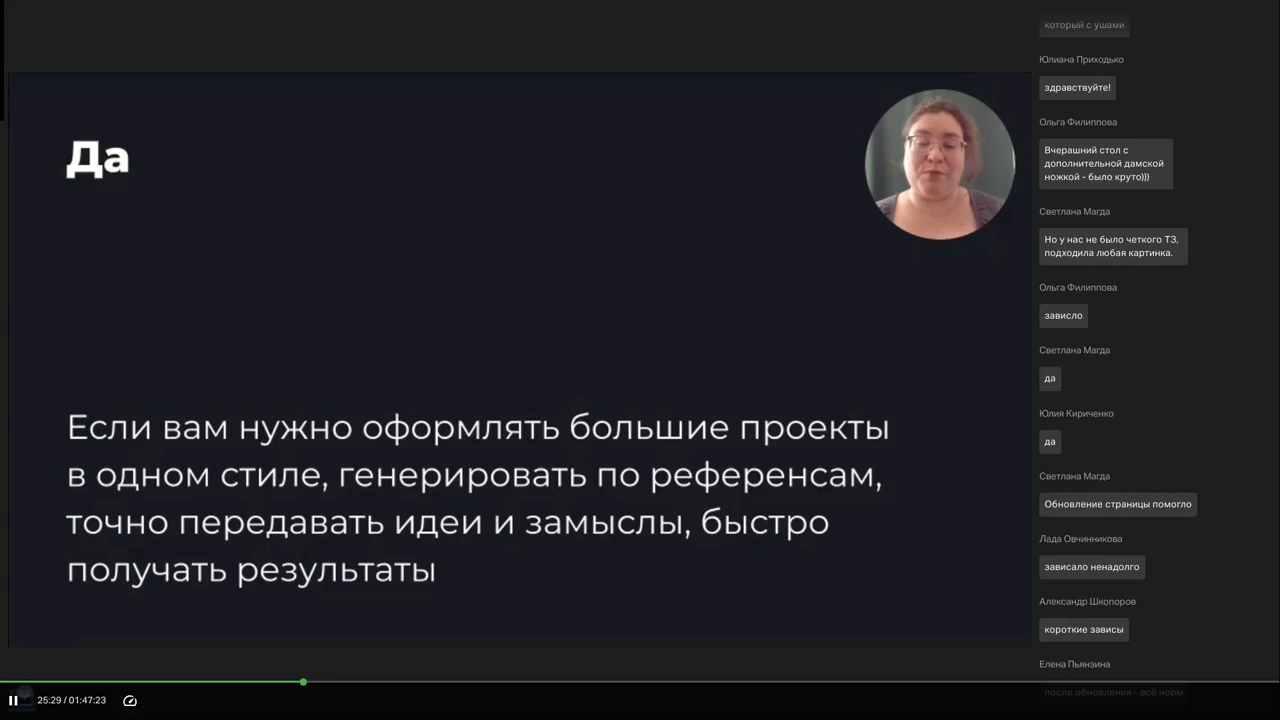 Да
Если вам нужно оформлять большие проекты
в одном стиле, генерировать по референсам,
точно передавать идеи и замыслы, быстро
получать результаты
который с ушами
Юлиана Приходько
здравствуйте!
Ольга Филиппова
Вчерашний стол с
дополнительной дамской
ножкой - было круто)))
Светлана Магда
Но у нас не было четкого ТЗ,
подходила любая картинка.
Ольга Филиппова
зависло
Светлана Магда
да
Юлия Кириченко
да
Светлана Магда
Обновление страницы помогло
Лада Овчинникова
зависало ненадолго
Александр Шкопоров
короткие зависы
Елена Пьянзина
после обновления - всё норм
25:29 / 01:47:23